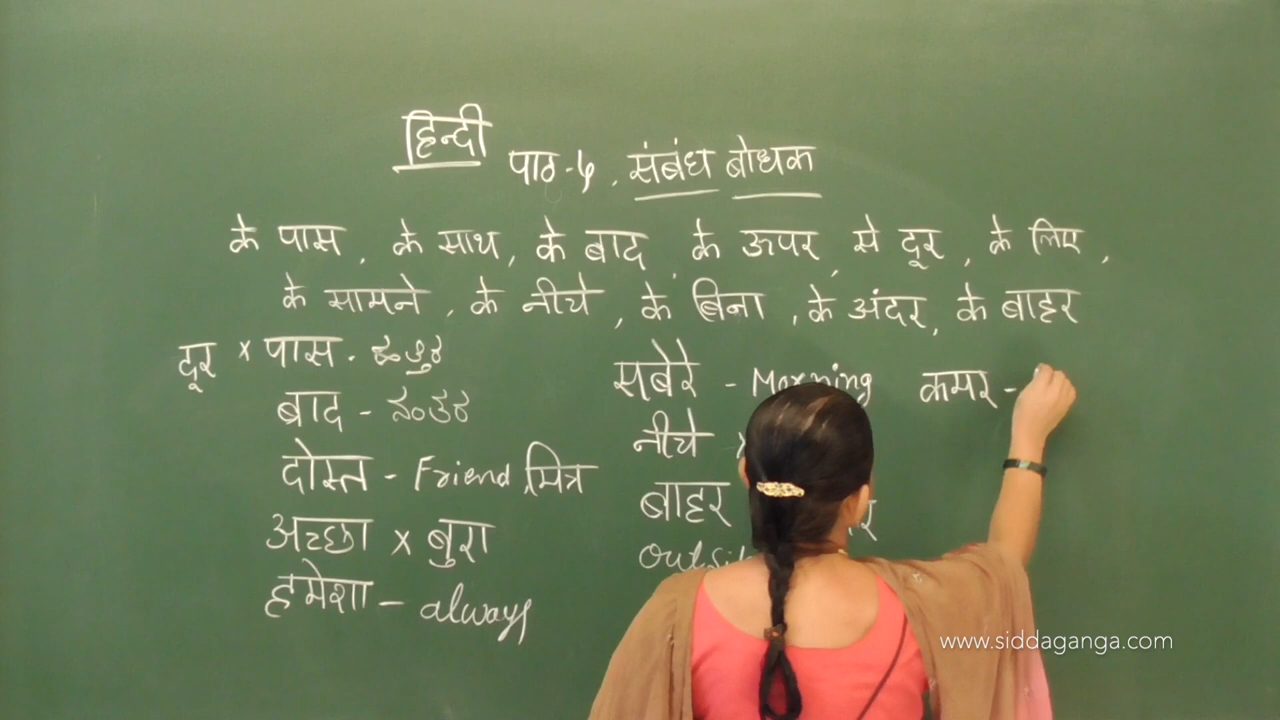 हिन्दी
पाठ-५. संबंध बोधक
के पास, के साथ, के बाद, के ऊपर, से दूर, के लिए,
के सामने, के नीचे, के बिना, के अंदर, के बाहर
दूर x पास - ಹತ್ತಿರ
बाद - ನಂತರ
दोस्त - Friend, मित्र
अच्छा x बुरा
हमेशा - always
सबेरे - Morning
नीचे x
बाहर
कमर -
www.siddaganga.com